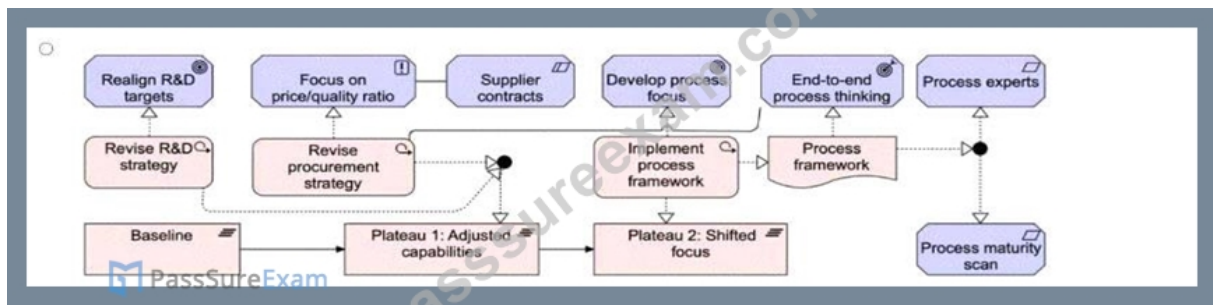 Realign R&D
targets
Focus on
price/quality ratio
Supplier
contracts
Develop process
focus
End-to-end
process thinking
Process experts
Revise R&D
strategy
Revise
procurement
strategy
Implement
process
framework
Process
framework
Baseline
Plateau 1: Adjusted
capabilities
Plateau 2: Shifted
focus
Process maturity
scan
PassSureExam
passsureexam.com